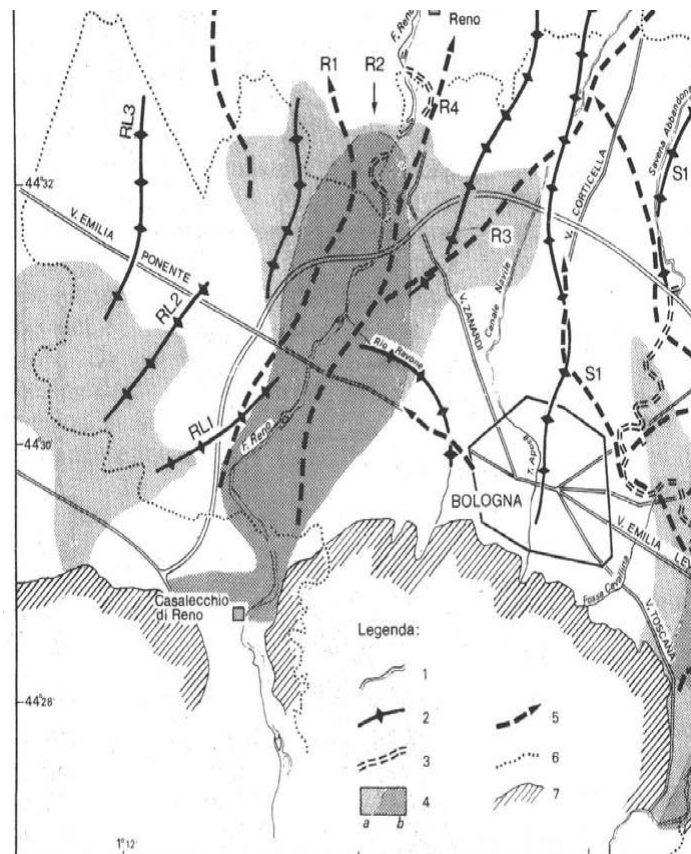 Reno
F. Reno
R1
R2
R4
RL3
Savena Abbandonato
S1
44°32'
V. EMILIA
PONENTE
V. CORTICELLA
R3
Canale Navile
RL2
V. ZANARDI
Rio Ravone
S1
RL1
44°30'
F. Reno
T. Aposa
BOLOGNA
V. EMILIA LEV
Fossa Cavallina
V. TOSCANA
Casalecchio
di Reno
Legenda:
1
44°28'
2
5
3
6
4
7
a b
1°12'